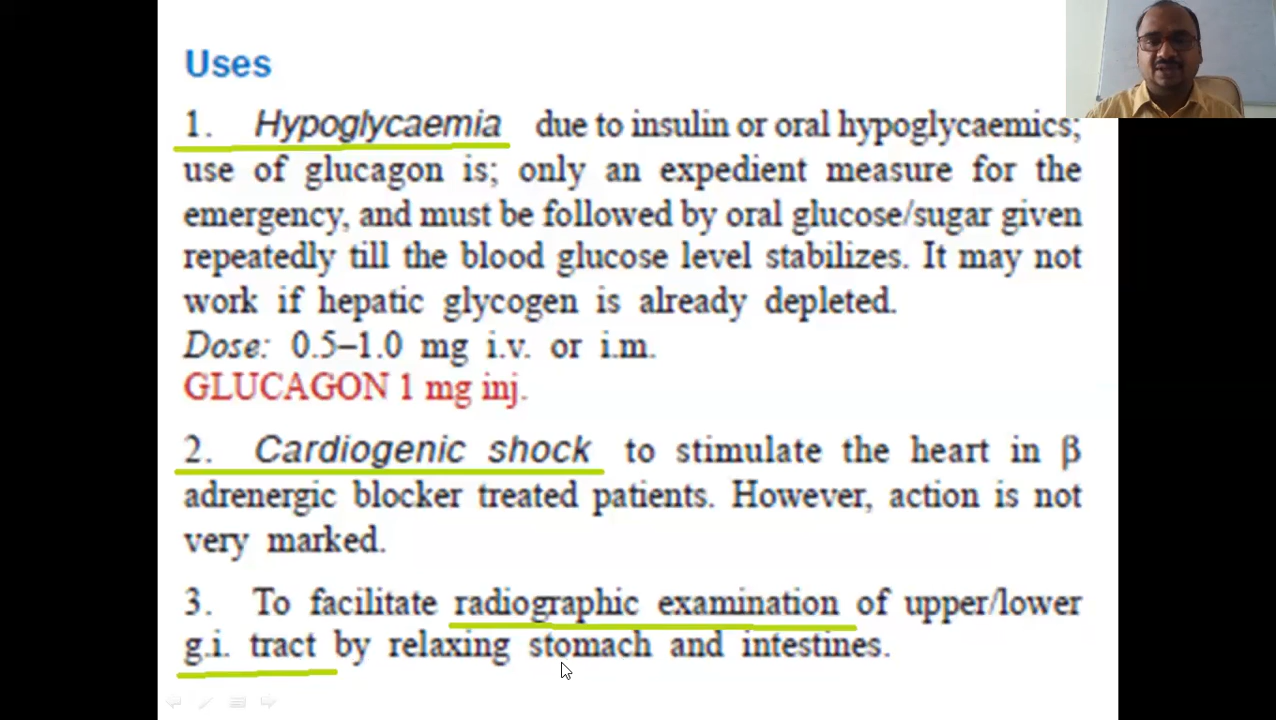 Uses
1. Hypoglycaemia due to insulin or oral hypoglycaemics;
use of glucagon is; only an expedient measure for the
emergency, and must be followed by oral glucose/sugar given
repeatedly till the blood glucose level stabilizes. It may not
work if hepatic glycogen is already depleted.
Dose: 0.5–1.0 mg i.v. or i.m.
GLUCAGON 1 mg inj.
2. Cardiogenic shock to stimulate the heart in β
adrenergic blocker treated patients. However, action is not
very marked.
3. To facilitate radiographic examination of upper/lower
g.i. tract by relaxing stomach and intestines.